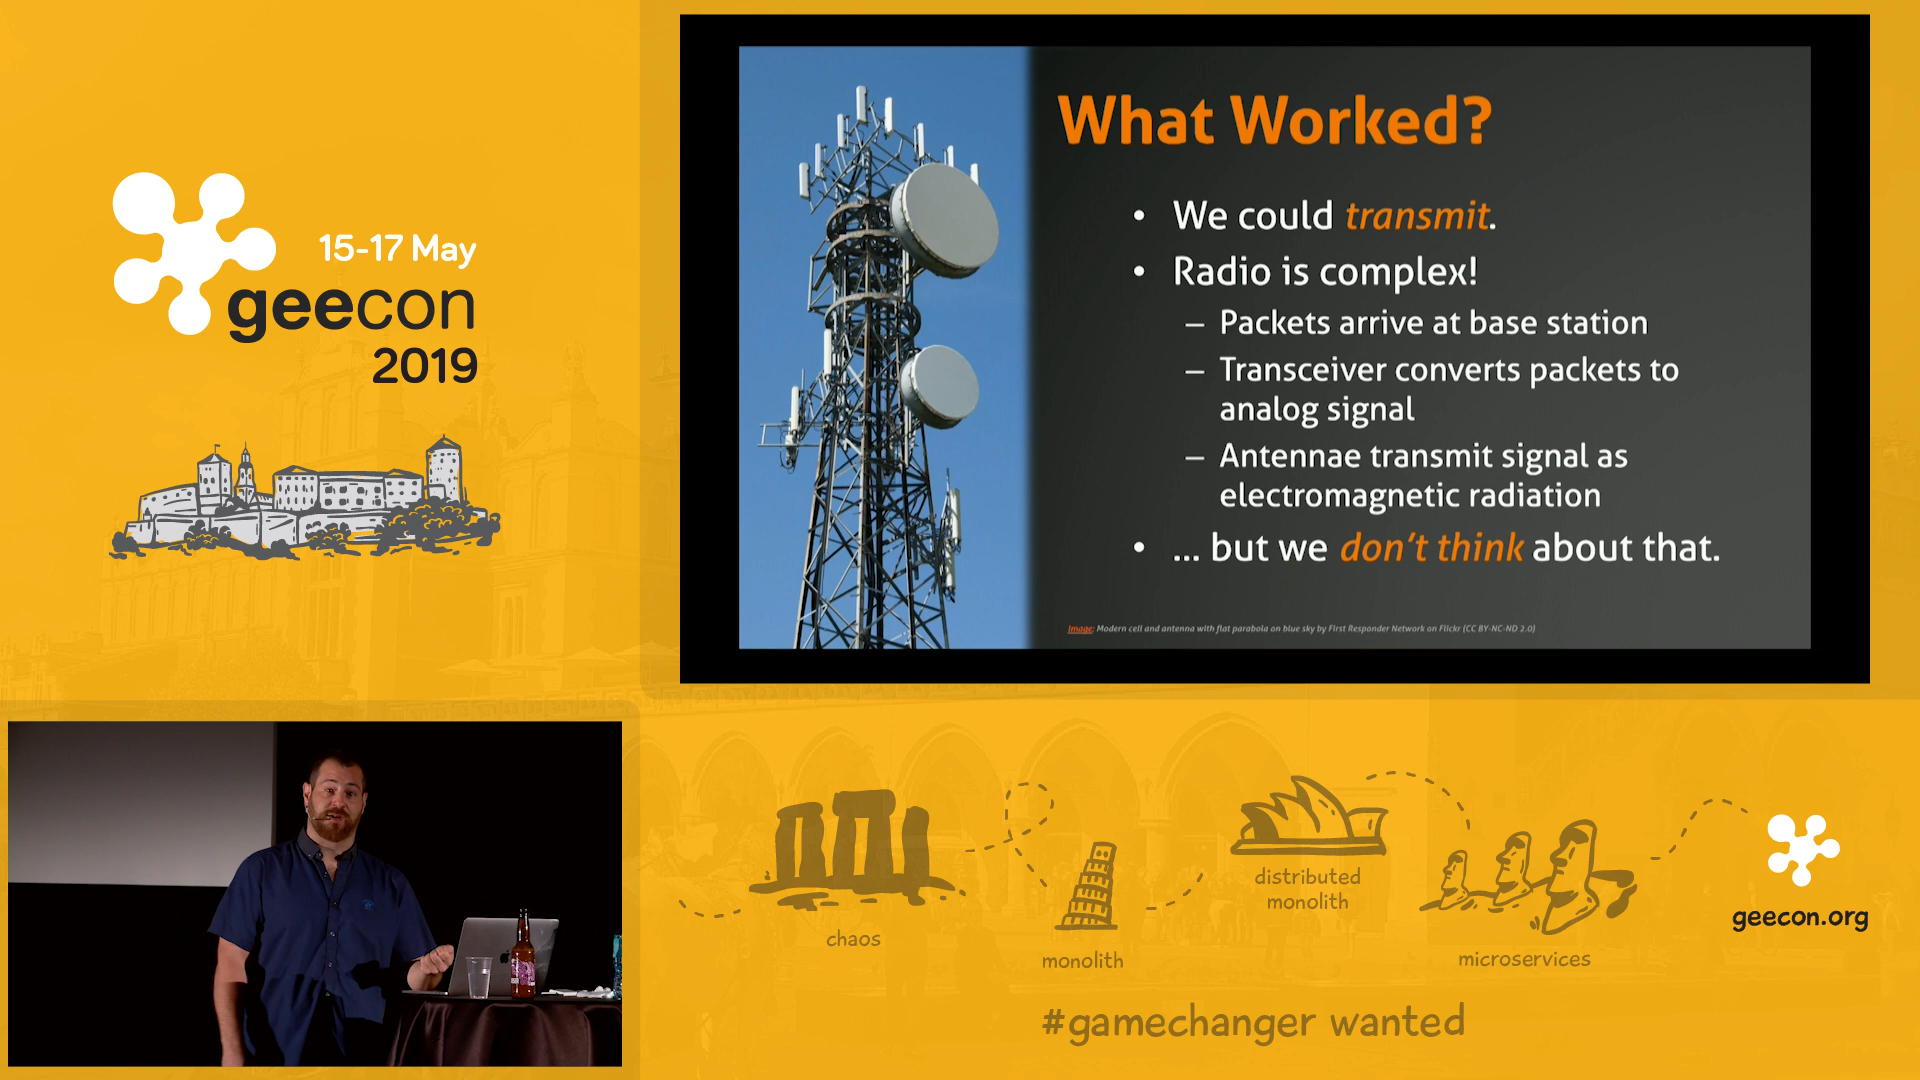 15-17 May
geecon
2019
What Worked?
• We could transmit.
• Radio is complex!
– Packets arrive at base station
– Transceiver converts packets to
analog signal
– Antennae transmit signal as
electromagnetic radiation
• ... but we don't think about that.
Image: Modern cell and antenna with flat parabola on blue sky by First Responder Network on Flickr (CC BY-NC-ND 2.0)
chaos
monolith
distributed
monolith
microservices
geecon.org
#gamechanger wanted